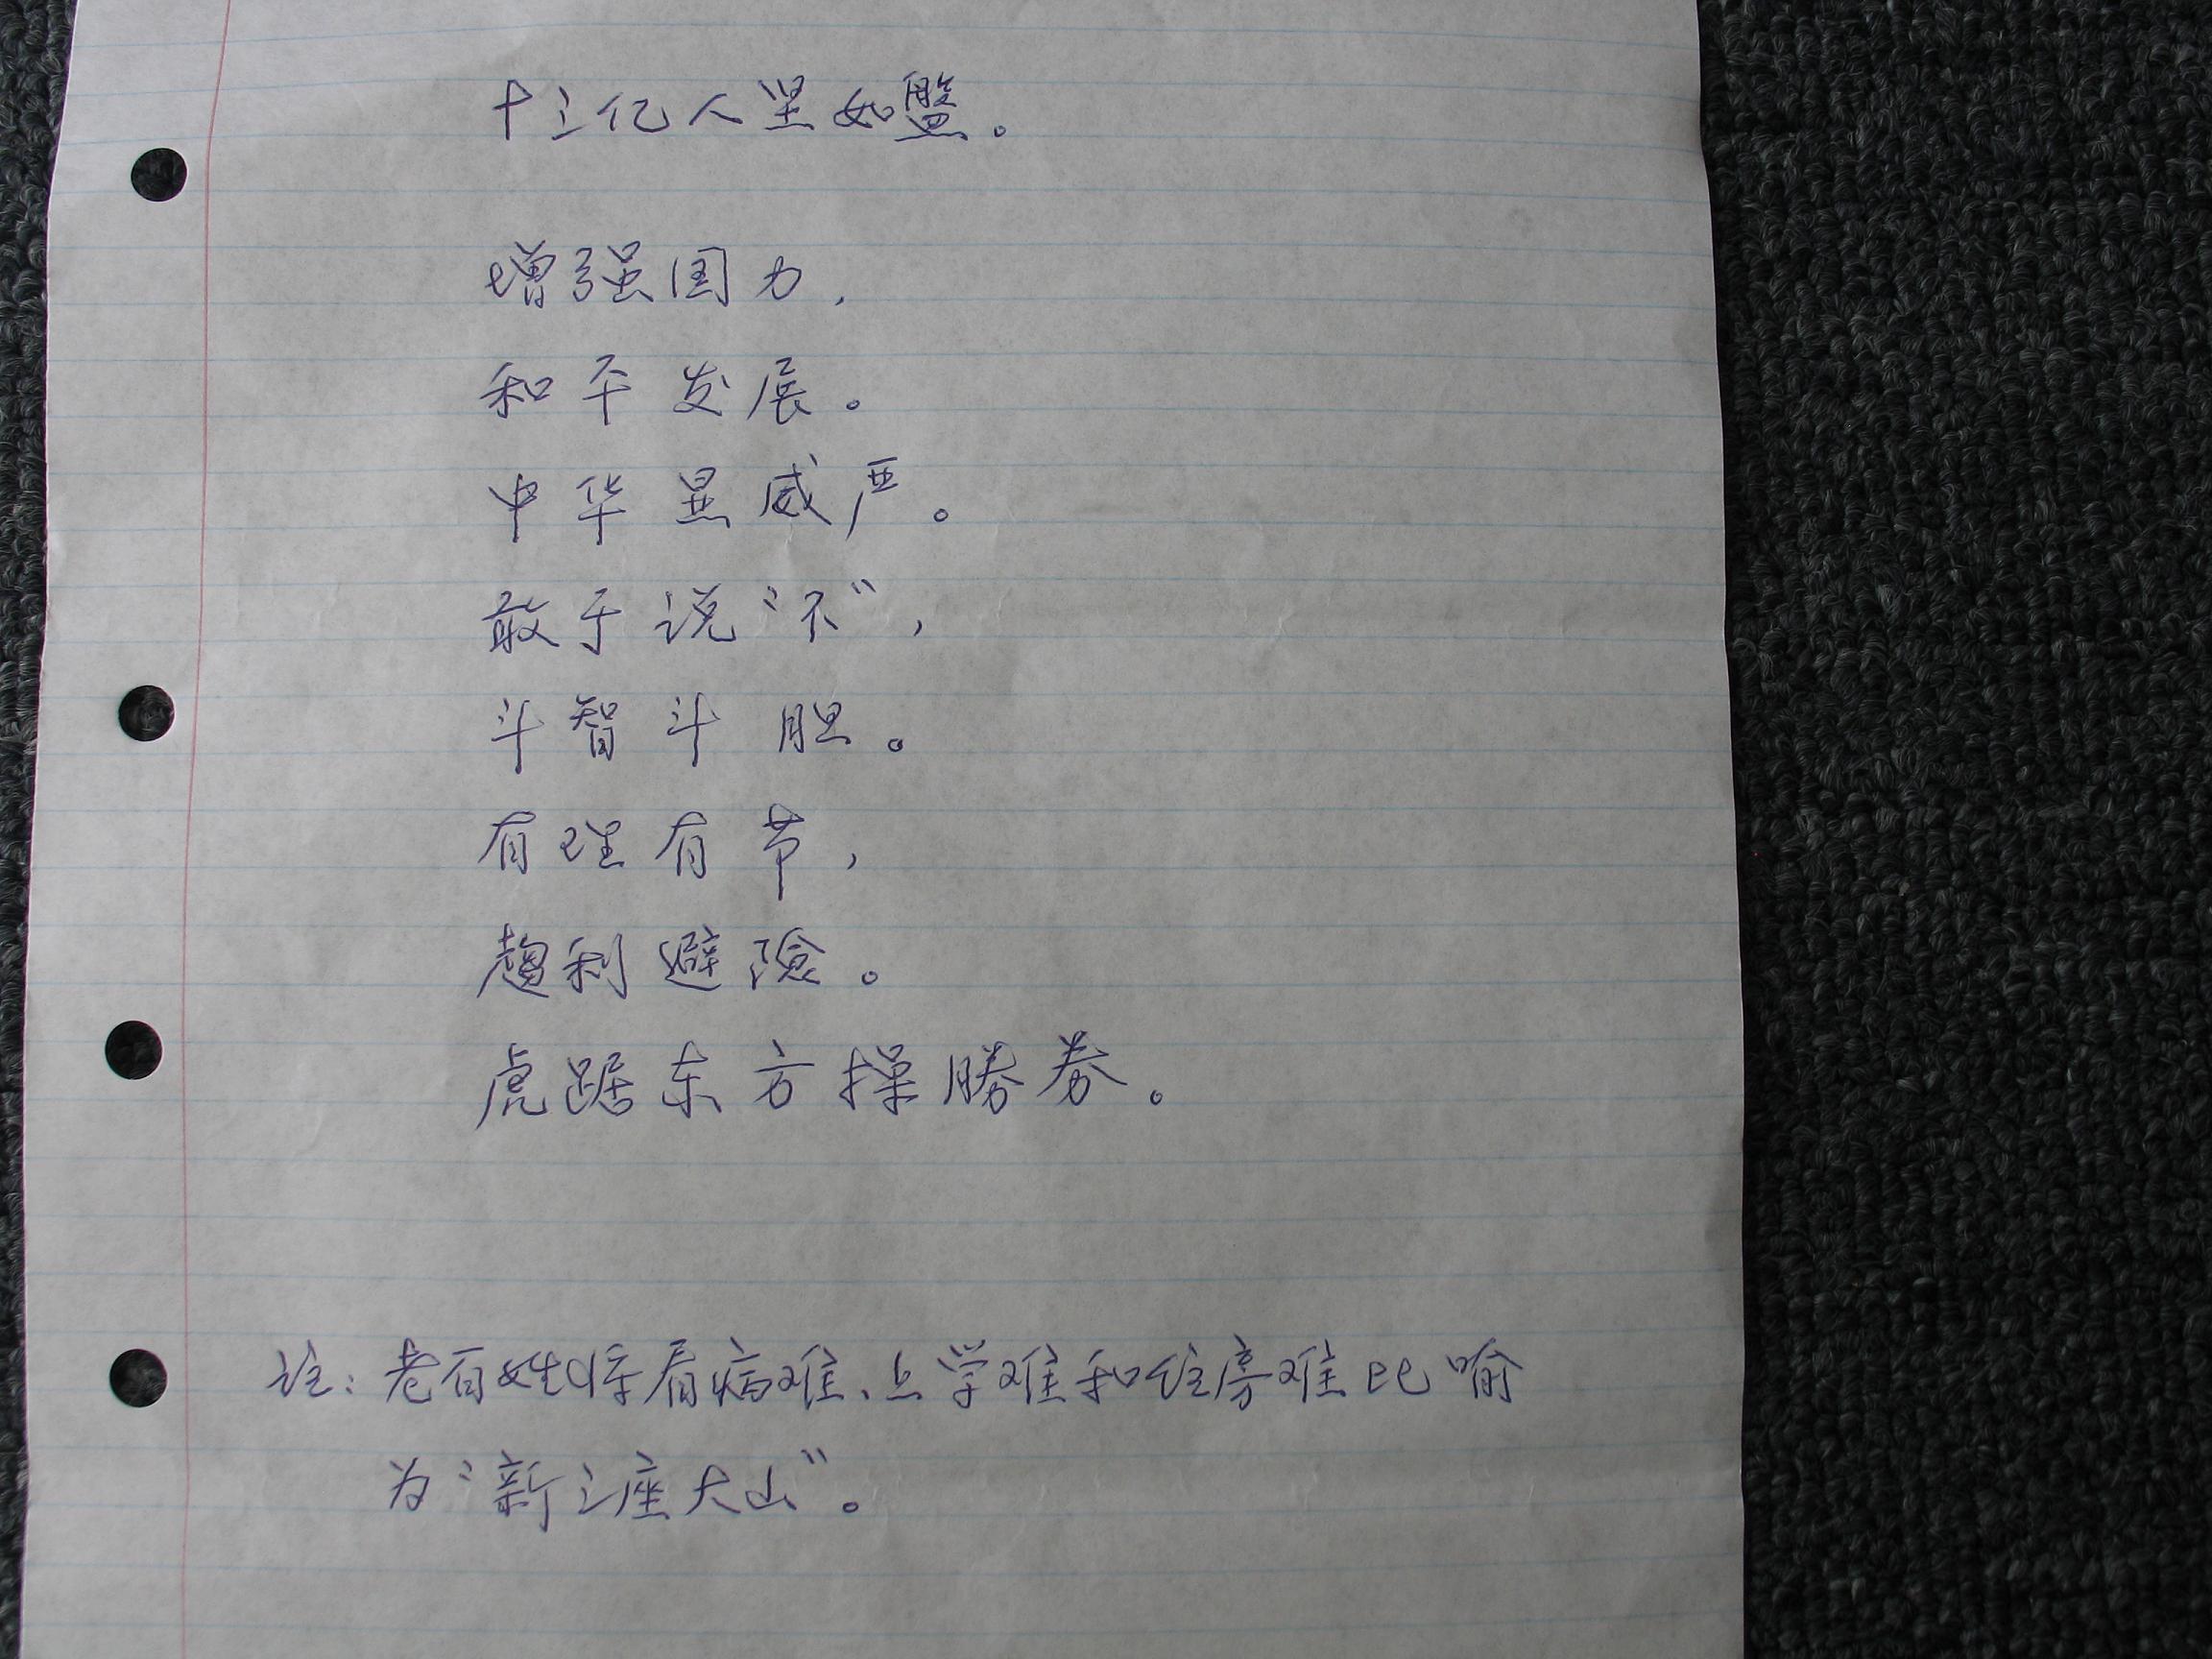 十三亿人坚如盤。
增强国力，
和平发展。
中华显威严。
敢于说“不”，
斗智斗胆。
有理有节，
趨利避險。
虎踞东方操勝券。
注：老百姓将看病难、上学难和住房难比喻
为“新三座大山”。